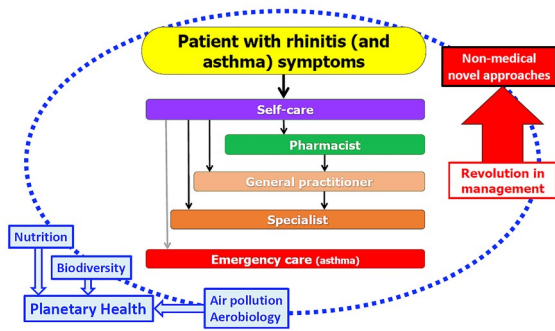 Patient with rhinitis (and
asthma) symptoms
Non-medical
novel approaches
Self-care
Pharmacist
General practitioner
Revolution in
management
Specialist
Nutrition
Emergency care (asthma)
Biodiversity
Planetary Health
Air pollution
Aerobiology